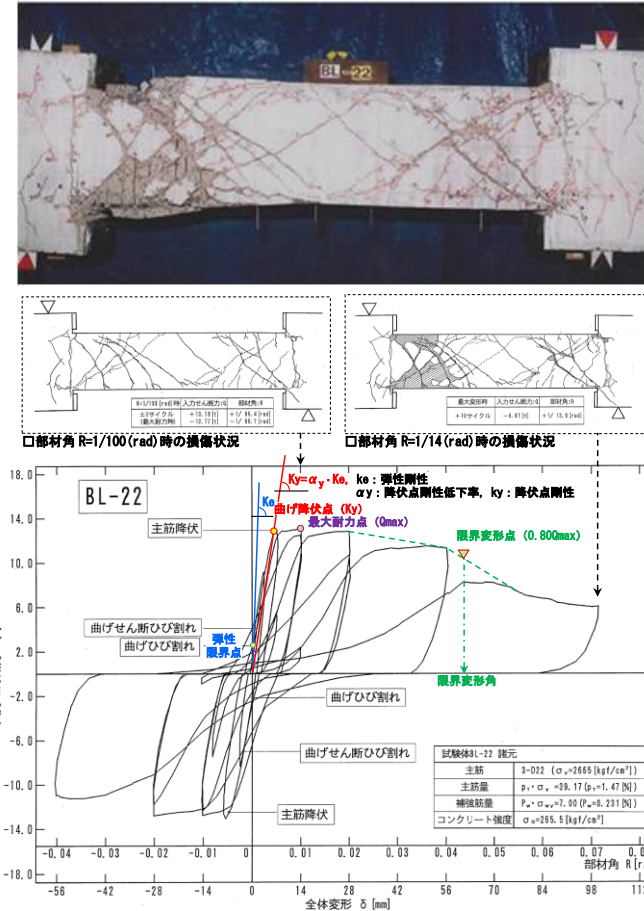 BL-22
R=1/100[rad]時 入力せん断力:Q 部材角:R
±3サイクル +13.18[t] +1/ 99.4[rad]
(最大耐力時) -12.77[t] -1/ 98.7[rad]
最大変形時 入力せん断力:Q 部材角:R
+10サイクル -6.07[t] +1/ 13.9[rad]
□部材角 R=1/100(rad)時の損傷状況
□部材角 R=1/14(rad)時の損傷状況
BL-22
Ky=αy・Ke, ke：弾性剛性
αy：降伏点剛性低下率, ky：降伏点剛性
Ke
曲げ降伏点 (Ky)
最大耐力点 (Qmax)
主筋降伏
限界変形点 (0.80Qmax)
曲げせん断ひび割れ
曲げひび割れ
弾性
限界点
限界変形角
曲げひび割れ
曲げせん断ひび割れ
主筋降伏
18.0
14.0
10.0
6.0
2.0
0
-2.0
-6.0
-10.0
-14.0
-18.0
試験体BL-22 諸元
主筋 3-D22 (σy=2665[kgf/cm²])
主筋量 pt・σy =39.17(pt=1.47[%])
補強筋量 Pw・σwy=7.00(Pw=0.231[%])
コンクリート強度 σB=265.5[kgf/cm²]
-0.04 -0.03 -0.02 -0.01 0 0.01 0.02 0.03 0.04 0.05 0.06 0.07
部材角 R[r
-56 -42 -28 -14 0 14 28 42 56 70 84 98
全体変形 δ[mm]